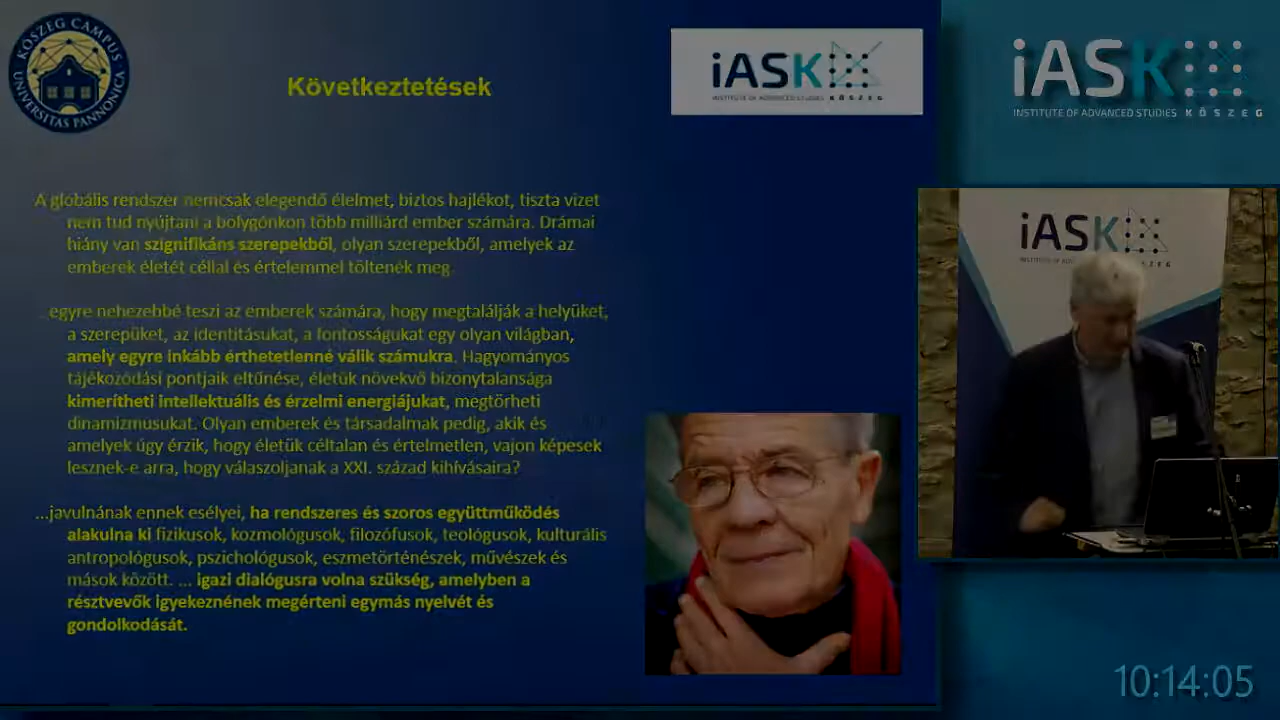 KŐSZEG CAMPUS
UNIVERSITAS PANNONICA
Következtetések
iASK
INSTITUTE OF ADVANCED STUDIES KŐSZEG
iASK
INSTITUTE OF ADVANCED STUDIES KŐSZEG
A globális rendszer nemcsak elegendő élelmet, biztos hajlékot, tiszta vizet
nem tud nyújtani a bolygónkon több milliárd ember számára. Drámai
hiány van szignifikáns szerepekből, olyan szerepekből, amelyek az
emberek életét céllal és értelemmel töltenék meg.
...egyre nehezebbé teszi az emberek számára, hogy megtalálják a helyüket,
a szerepüket, az identitásukat, a fontosságukat egy olyan világban,
amely egyre inkább érthetetlenné válik számukra. Hagyományos
tájékozódási pontjaik eltűnése, életük növekvő bizonytalansága
kimerítheti intellektuális és érzelmi energiájukat, megtörheti
dinamizmusukat. Olyan emberek és társadalmak pedig, akik és
amelyek úgy érzik, hogy életük céltalan és értelmetlen, vajon képesek
lesznek-e arra, hogy válaszoljanak a XXI. század kihívásaira?
...javulnának ennek esélyei, ha rendszeres és szoros együttműködés
alakulna ki fizikusok, kozmológusok, filozófusok, teológusok, kulturális
antropológusok, pszichológusok, eszmetörténészek, művészek és
mások között. ... igazi dialógusra volna szükség, amelyben a
résztvevők igyekeznének megérteni egymás nyelvét és
gondolkodását.
iASK
10:14:05